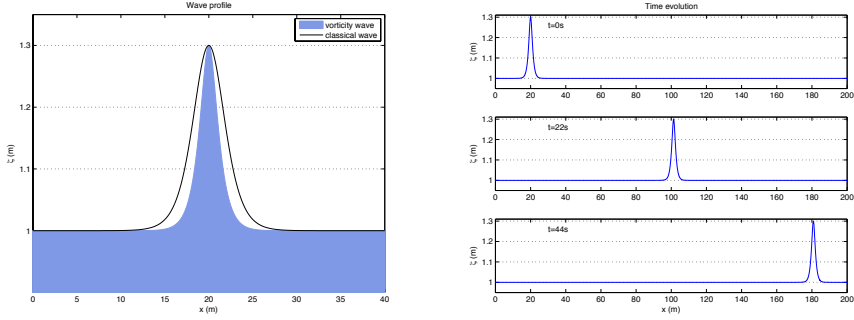 Wave profile
vorticity wave
classical wave
1.3
1.2
1.1
1
ζ (m)
0 5 10 15 20 25 30 35 40
x (m)
Time evolution
t=0s
1.3
1.2
1.1
1
ζ (m)
0 20 40 60 80 100 120 140 160 180 200
t=22s
1.3
1.2
1.1
1
ζ (m)
0 20 40 60 80 100 120 140 160 180 200
t=44s
1.3
1.2
1.1
1
ζ (m)
0 20 40 60 80 100 120 140 160 180 200
x (m)